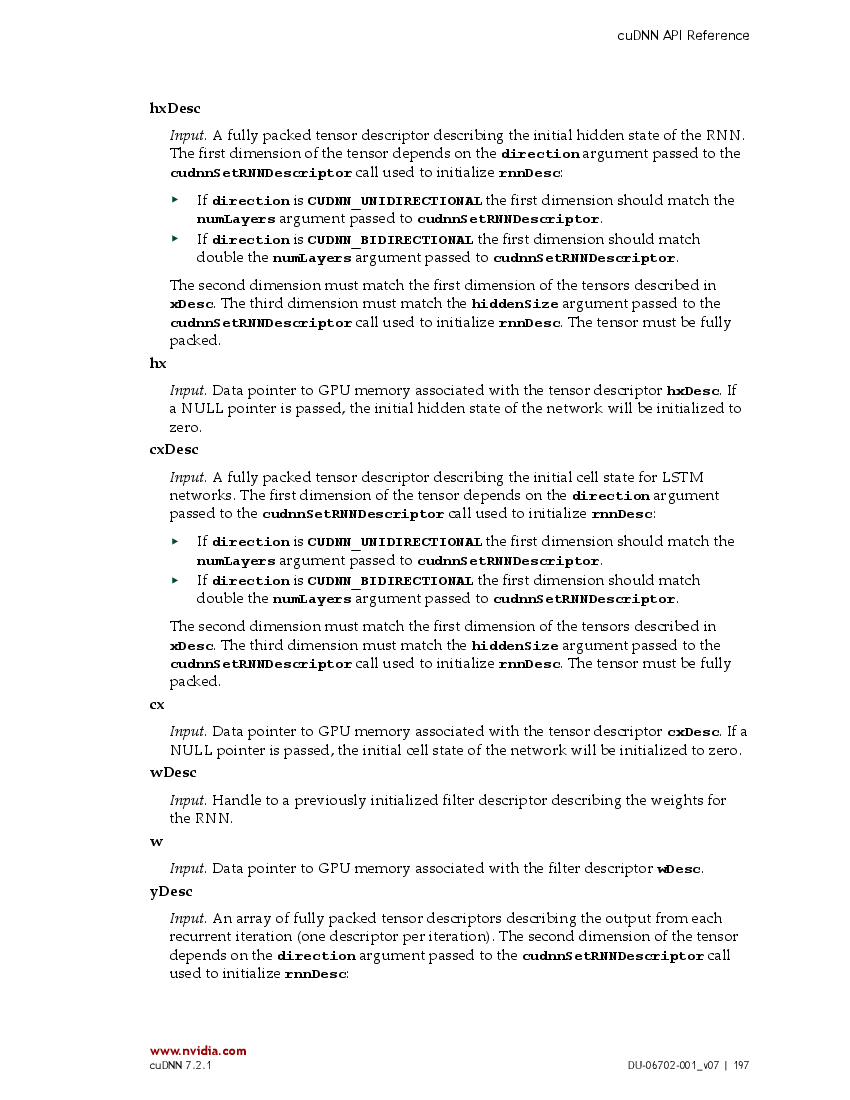 cuDNN API Reference
hxDesc
Input. A fully packed tensor descriptor describing the initial hidden state of the RNN.
The first dimension of the tensor depends on the direction argument passed to the
cudnnSetRNNDescriptor call used to initialize rnnDesc:
▸ If direction is CUDNN_UNIDIRECTIONAL the first dimension should match the
numLayers argument passed to cudnnSetRNNDescriptor.
▸ If direction is CUDNN_BIDIRECTIONAL the first dimension should match
double the numLayers argument passed to cudnnSetRNNDescriptor.
The second dimension must match the first dimension of the tensors described in
xDesc. The third dimension must match the hiddenSize argument passed to the
cudnnSetRNNDescriptor call used to initialize rnnDesc. The tensor must be fully
packed.
hx
Input. Data pointer to GPU memory associated with the tensor descriptor hxDesc. If
a NULL pointer is passed, the initial hidden state of the network will be initialized to
zero.
cxDesc
Input. A fully packed tensor descriptor describing the initial cell state for LSTM
networks. The first dimension of the tensor depends on the direction argument
passed to the cudnnSetRNNDescriptor call used to initialize rnnDesc:
▸ If direction is CUDNN_UNIDIRECTIONAL the first dimension should match the
numLayers argument passed to cudnnSetRNNDescriptor.
▸ If direction is CUDNN_BIDIRECTIONAL the first dimension should match
double the numLayers argument passed to cudnnSetRNNDescriptor.
The second dimension must match the first dimension of the tensors described in
xDesc. The third dimension must match the hiddenSize argument passed to the
cudnnSetRNNDescriptor call used to initialize rnnDesc. The tensor must be fully
packed.
cx
Input. Data pointer to GPU memory associated with the tensor descriptor cxDesc. If a
NULL pointer is passed, the initial cell state of the network will be initialized to zero.
wDesc
Input. Handle to a previously initialized filter descriptor describing the weights for
the RNN.
w
Input. Data pointer to GPU memory associated with the filter descriptor wDesc.
yDesc
Input. An array of fully packed tensor descriptors describing the output from each
recurrent iteration (one descriptor per iteration). The second dimension of the tensor
depends on the direction argument passed to the cudnnSetRNNDescriptor call
used to initialize rnnDesc:
www.nvidia.com
cuDNN 7.2.1
DU-06702-001_v07 | 197